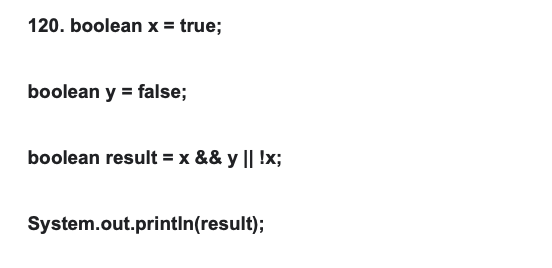 120. boolean x = true;
boolean y = false;
boolean result = x && y || !x;
System.out.println(result);